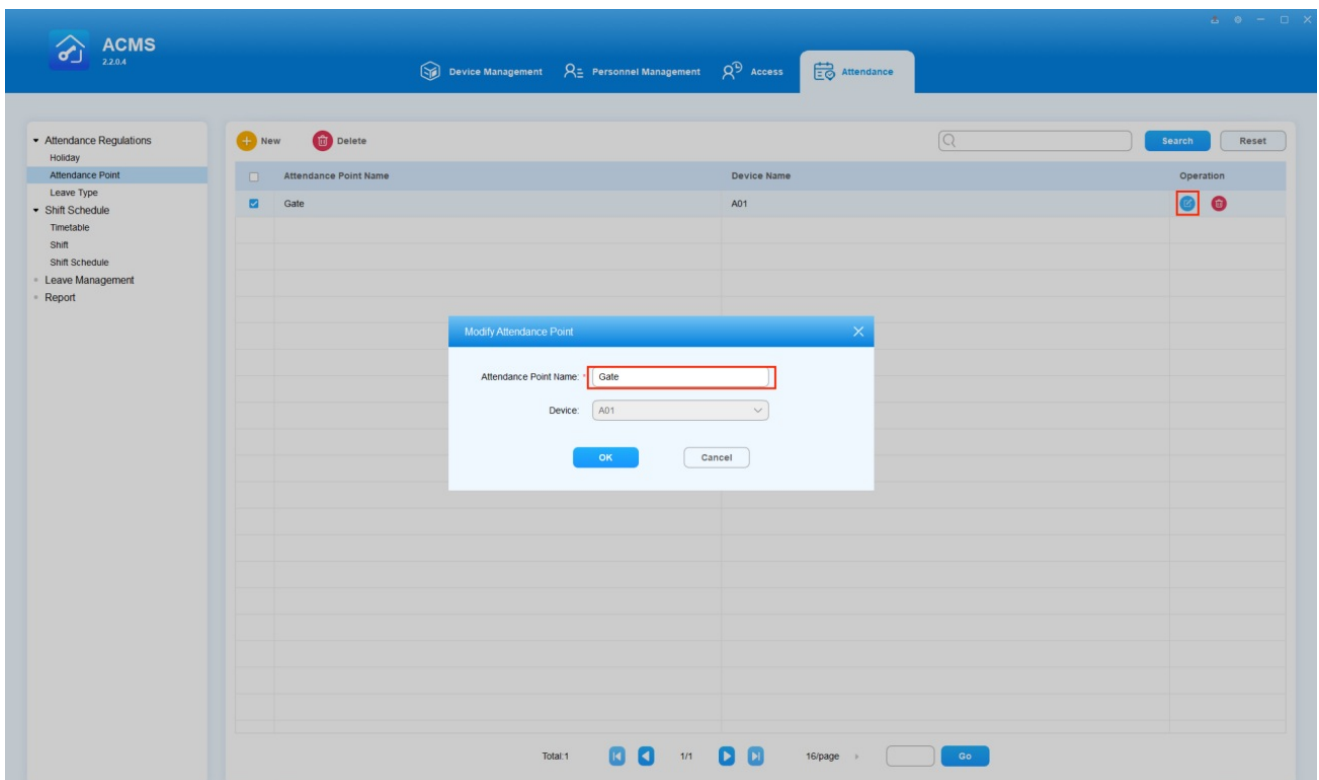 ACMS
2.2.0.4
Device Management Personnel Management Access Attendance
Attendance Regulations
Holiday
Attendance Point
Leave Type
Shift Schedule
Timetable
Shift
Shift Schedule
Leave Management
Report
New Delete Search Reset
Attendance Point Name Device Name Operation
Gate A01
Modify Attendance Point
Attendance Point Name: * Gate
Device: A01
OK Cancel
Total:1 1/1 16/page Go